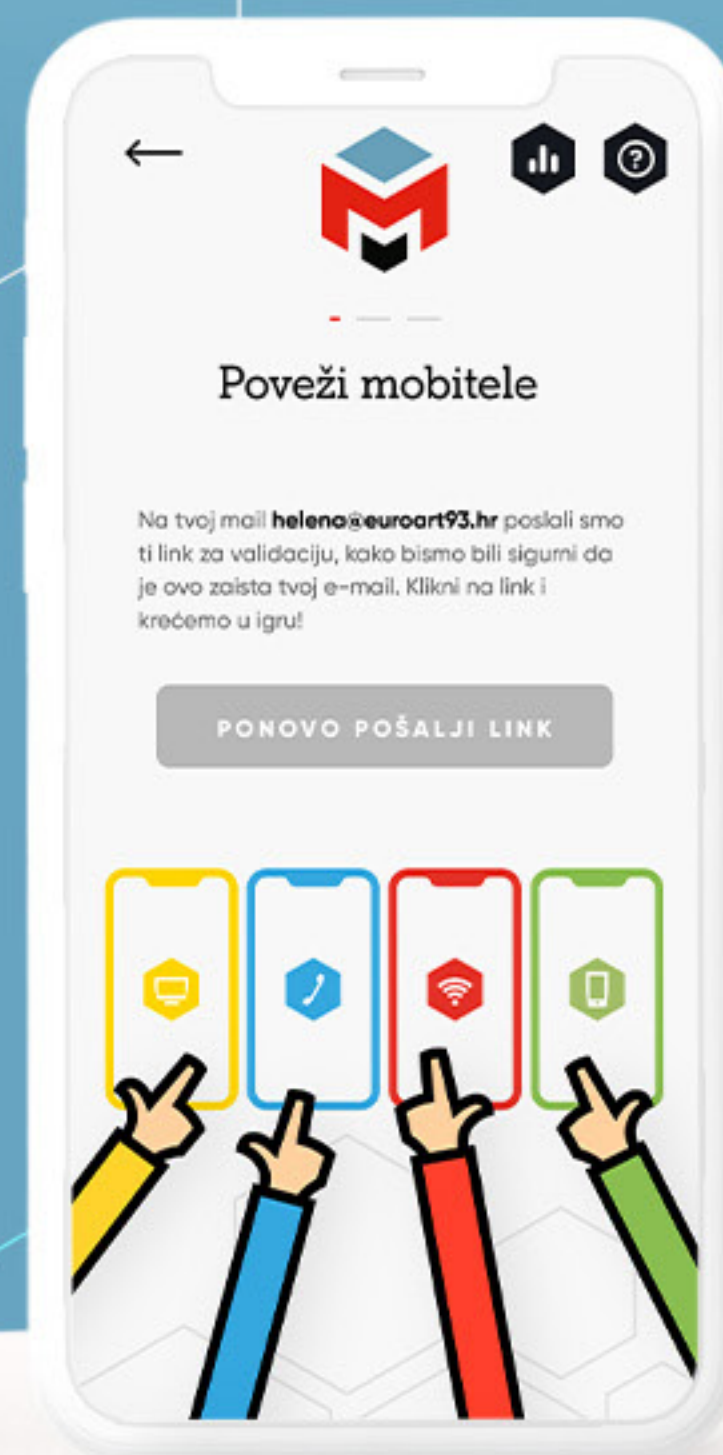 Poveži mobitele
Na tvoj mail helena@euroart93.hr poslali smo
ti link za validaciju, kako bismo bili sigurni da
je ovo zaista tvoj e-mail. Klikni na link i
krećemo u igru!
PONOVO POŠALJI LINK